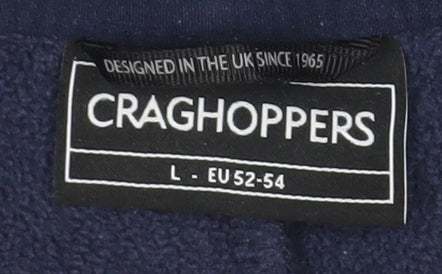 DESIGNED IN THE UK SINCE 1965
CRAGHOPPERS
L - EU 52-54